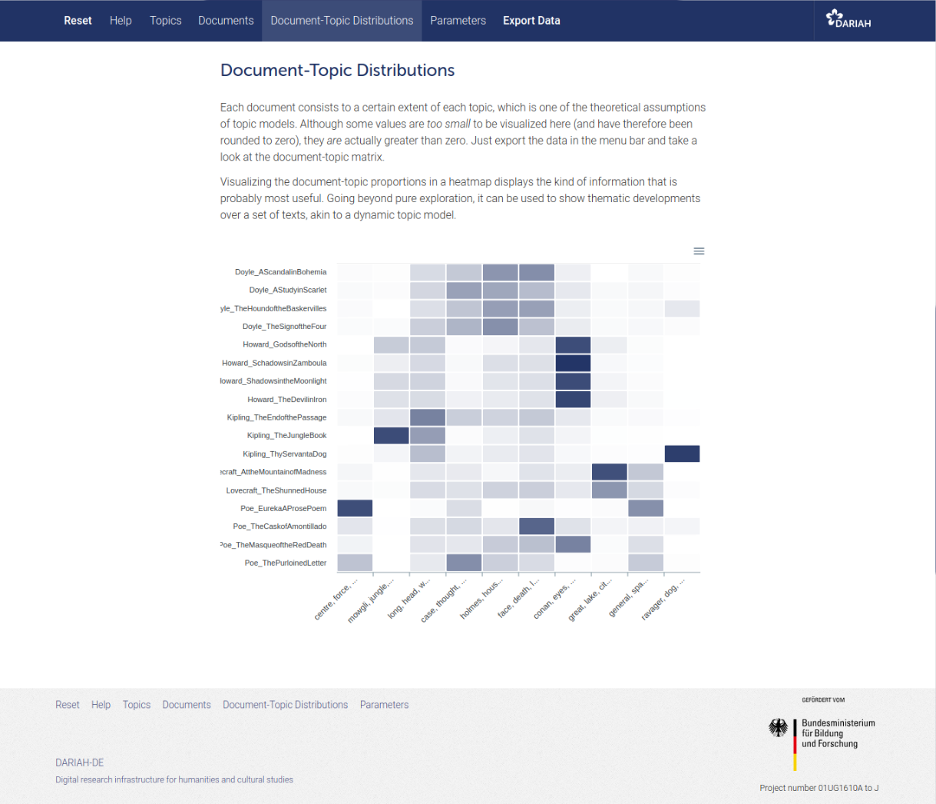 Reset Help Topics Documents Document-Topic Distributions Parameters Export Data DARIAH
Document-Topic Distributions
Each document consists to a certain extent of each topic, which is one of the theoretical assumptions
of topic models. Although some values are too small to be visualized here (and have therefore been
rounded to zero), they are actually greater than zero. Just export the data in the menu bar and take a
look at the document-topic matrix.
Visualizing the document-topic proportions in a heatmap displays the kind of information that is
probably most useful. Going beyond pure exploration, it can be used to show thematic developments
over a set of texts, akin to a dynamic topic model.
Doyle_AScandalinBohemia
Doyle_AStudyinScarlet
yle_TheHoundoftheBaskervilles
Doyle_TheSignoftheFour
Howard_GodsoftheNorth
Howard_SchadowsinZamboula
loward_ShadowsintheMoonlight
Howard_TheDevilinIron
Kipling_TheEndofthePassage
Kipling_TheJungleBook
Kipling_ThyServantaDog
craft_AttheMountainofMadness
Lovecraft_TheShunnedHouse
Poe_EurekaAProsePoem
Poe_TheCaskofAmontillado
Poe_TheMasqueoftheRedDeath
Poe_ThePurloinedLetter
centre, force, ...
mowgli, jungle,...
long, head, w...
case, thought, ...
holmes, hous...
face, death, l...
conan, eyes, ...
great, lake, cit...
general, spa...
ravager, dog, ...
Reset Help Topics Documents Document-Topic Distributions Parameters
GEFÖRDERT VOM
Bundesministerium
für Bildung
und Forschung
DARIAH-DE
Digital research infrastructure for humanities and cultural studies
Project number 01UG1610A to J